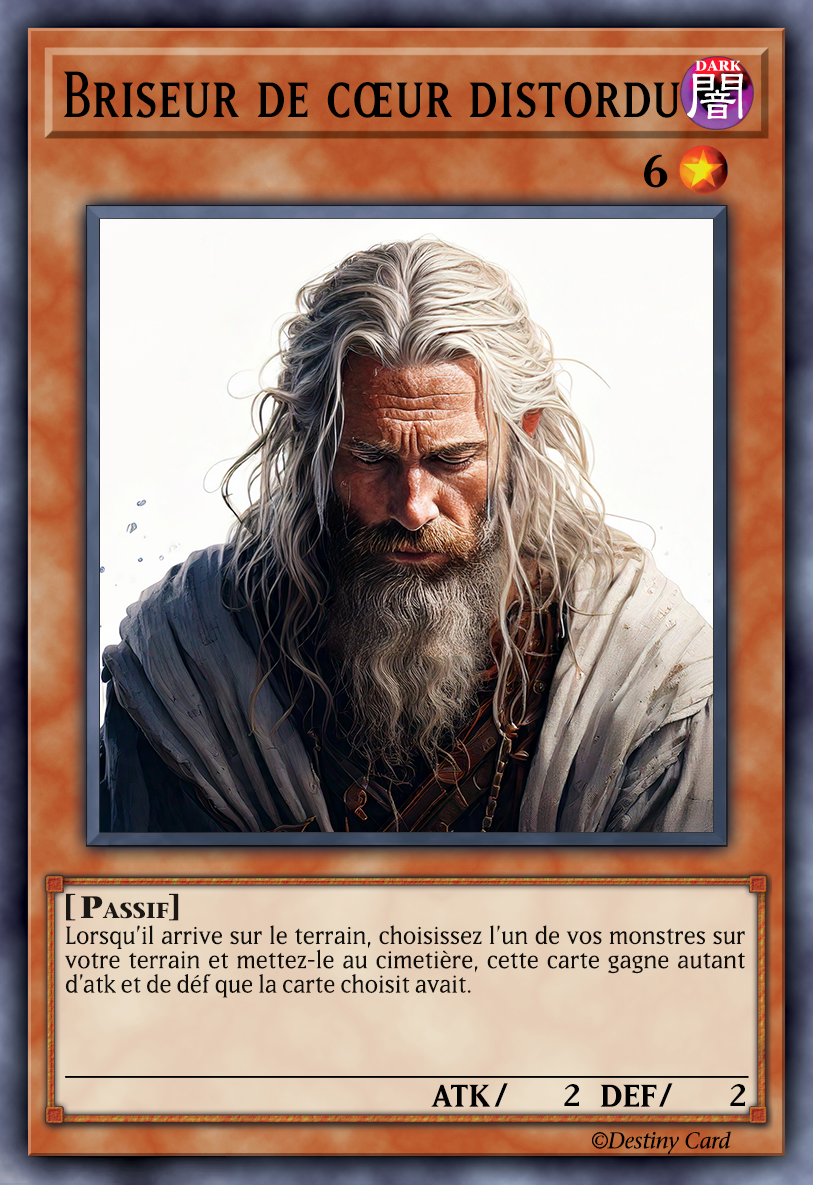 Briseur de cœur distordu
DARK
闇
6
[ Passif]
Lorsqu'il arrive sur le terrain, choisissez l'un de vos monstres sur
votre terrain et mettez-le au cimetière, cette carte gagne autant
d'atk et de déf que la carte choisit avait.
ATK/ 2 DEF/ 2
©Destiny Card